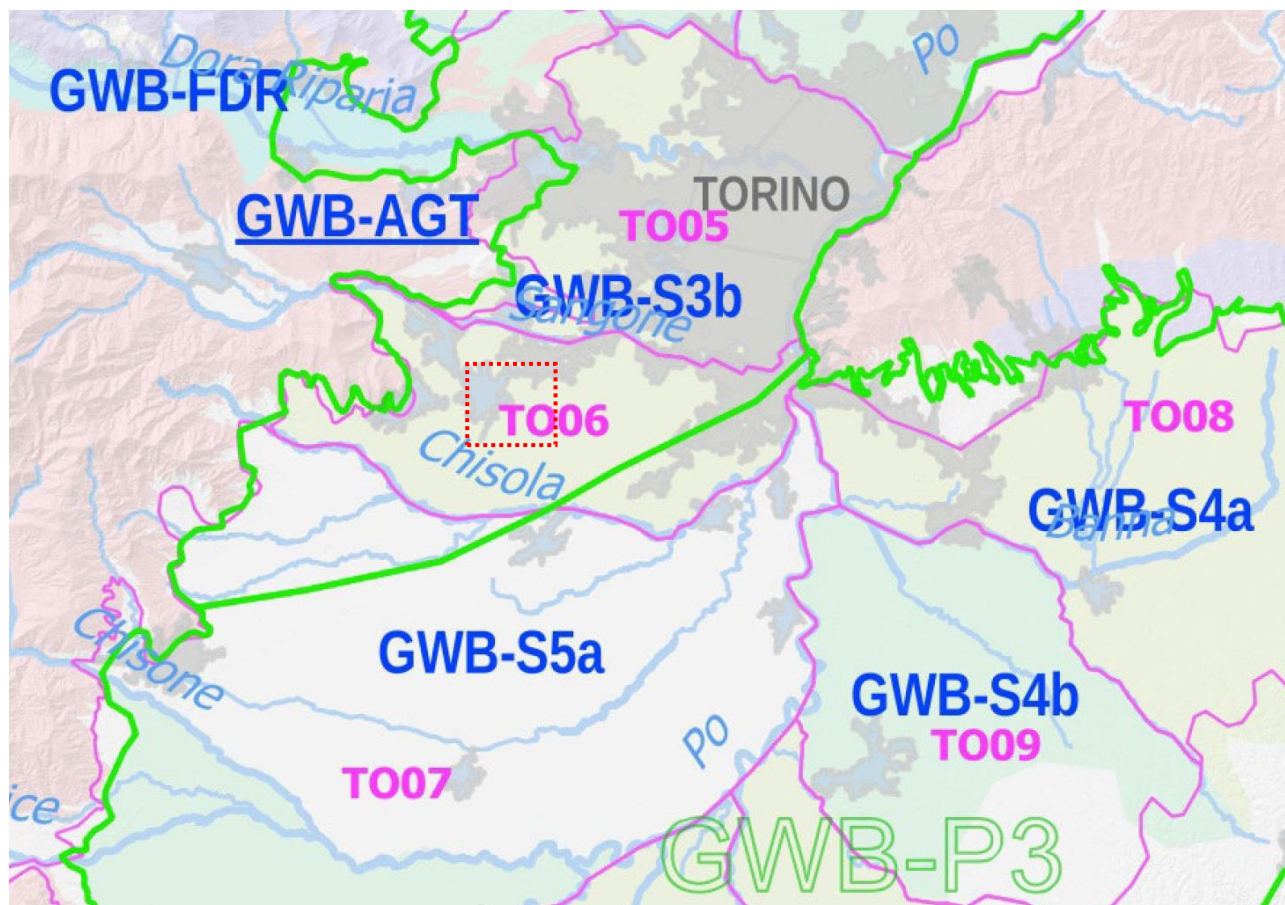 Po
Dora Riparia
GWB-FDR
TORINO
GWB-AGT
TO05
GWB-S3b
Sangone
TO06
TO08
Chisola
GWB-S4a
Banna
Chisone
GWB-S5a
GWB-S4b
Po
TO09
TO07
ice
GWB-P3